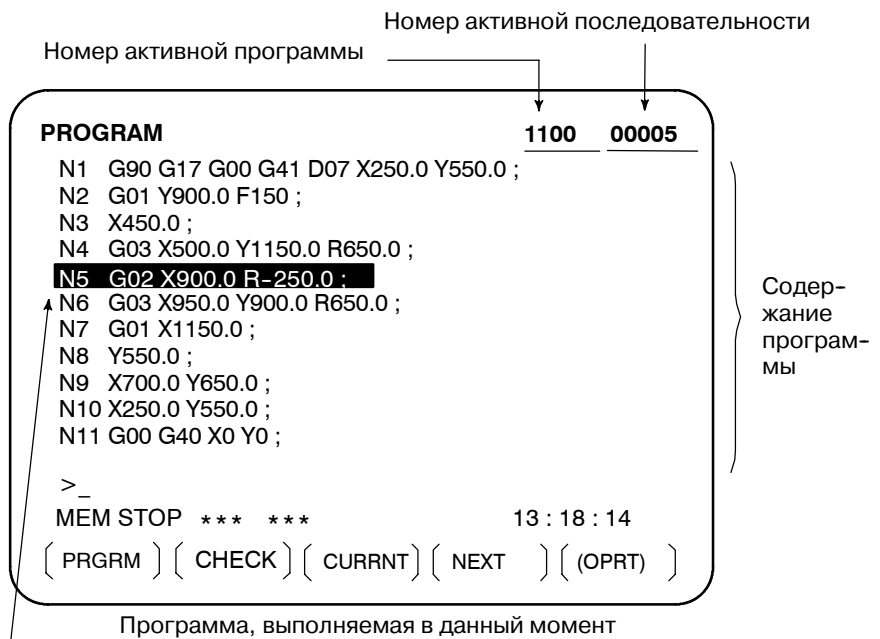 Номер активной последовательности
Номер активной программы
PROGRAM 1100 00005
N1 G90 G17 G00 G41 D07 X250.0 Y550.0 ;
N2 G01 Y900.0 F150 ;
N3 X450.0 ;
N4 G03 X500.0 Y1150.0 R650.0 ;
N5 G02 X900.0 R-250.0 ;
N6 G03 X950.0 Y900.0 R650.0 ;
N7 G01 X1150.0 ;
N8 Y550.0 ;
N9 X700.0 Y650.0 ;
N10 X250.0 Y550.0 ;
N11 G00 G40 X0 Y0 ;
Содер-
жание
програм-
мы
>_
MEM STOP *** *** 13 : 18 : 14
PRGRM CHECK CURRNT NEXT (OPRT)
Программа, выполняемая в данный момент